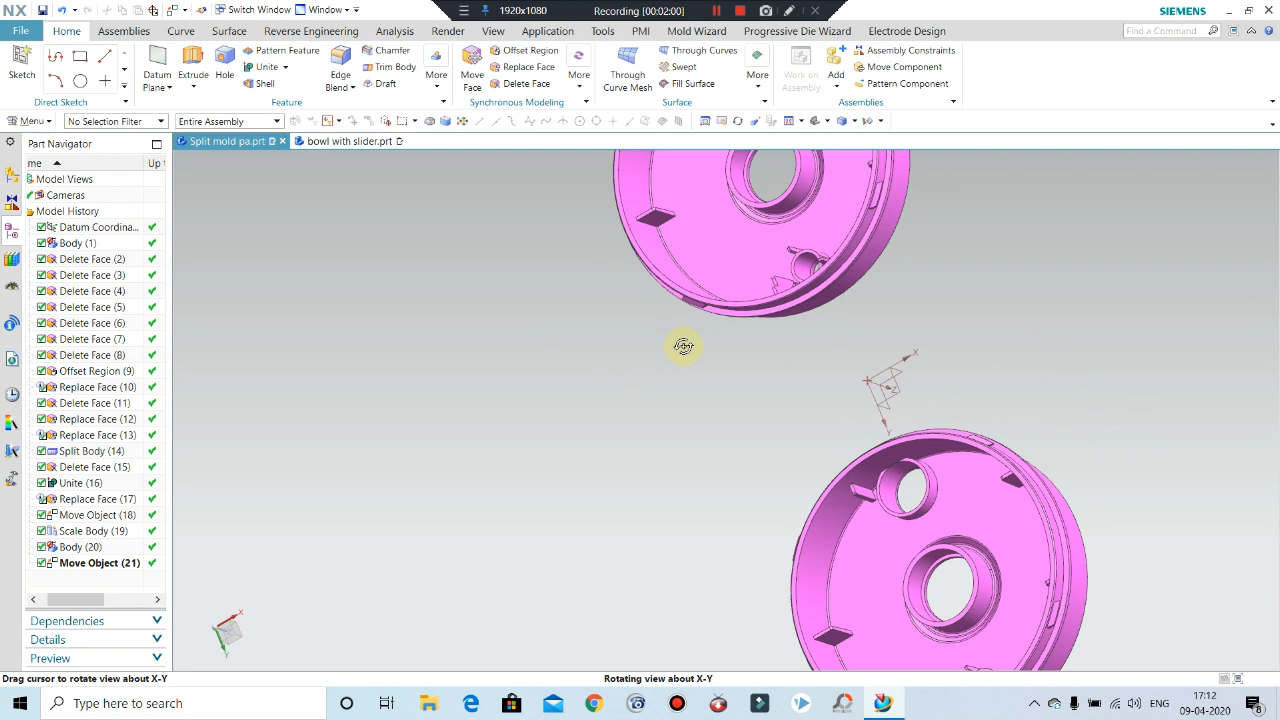 NX
Switch Window
Window
1920x1080
Recording [00:02:00]
SIEMENS
File
Home
Assemblies
Curve
Surface
Reverse Engineering
Analysis
Render
View
Application
Tools
PMI
Mold Wizard
Progressive Die Wizard
Electrode Design
Find a Command
Sketch
Direct Sketch
Datum Plane
Extrude
Hole
Pattern Feature
Unite
Shell
Edge Blend
Chamfer
Trim Body
Draft
More
Feature
Move Face
Offset Region
Replace Face
Delete Face
More
Synchronous Modeling
Through Curve Mesh
Through Curves
Swept
Fill Surface
More
Surface
Work on Assembly
Add
Assembly Constraints
Move Component
Pattern Component
Assemblies
Menu
No Selection Filter
Entire Assembly
Part Navigator
Split mold pa.prt
bowl with slider.prt
me
Up t
Model Views
Cameras
Model History
Datum Coordina...
Body (1)
Delete Face (2)
Delete Face (3)
Delete Face (4)
Delete Face (5)
Delete Face (6)
Delete Face (7)
Delete Face (8)
Offset Region (9)
Replace Face (10)
Delete Face (11)
Replace Face (12)
Replace Face (13)
Split Body (14)
Delete Face (15)
Unite (16)
Replace Face (17)
Move Object (18)
Scale Body (19)
Body (20)
Move Object (21)
Dependencies
Details
Preview
X
Z
Y
X
Y
Drag cursor to rotate view about X-Y
Rotating view about X-Y
Type here to search
ENG
17:12
09-04-2020